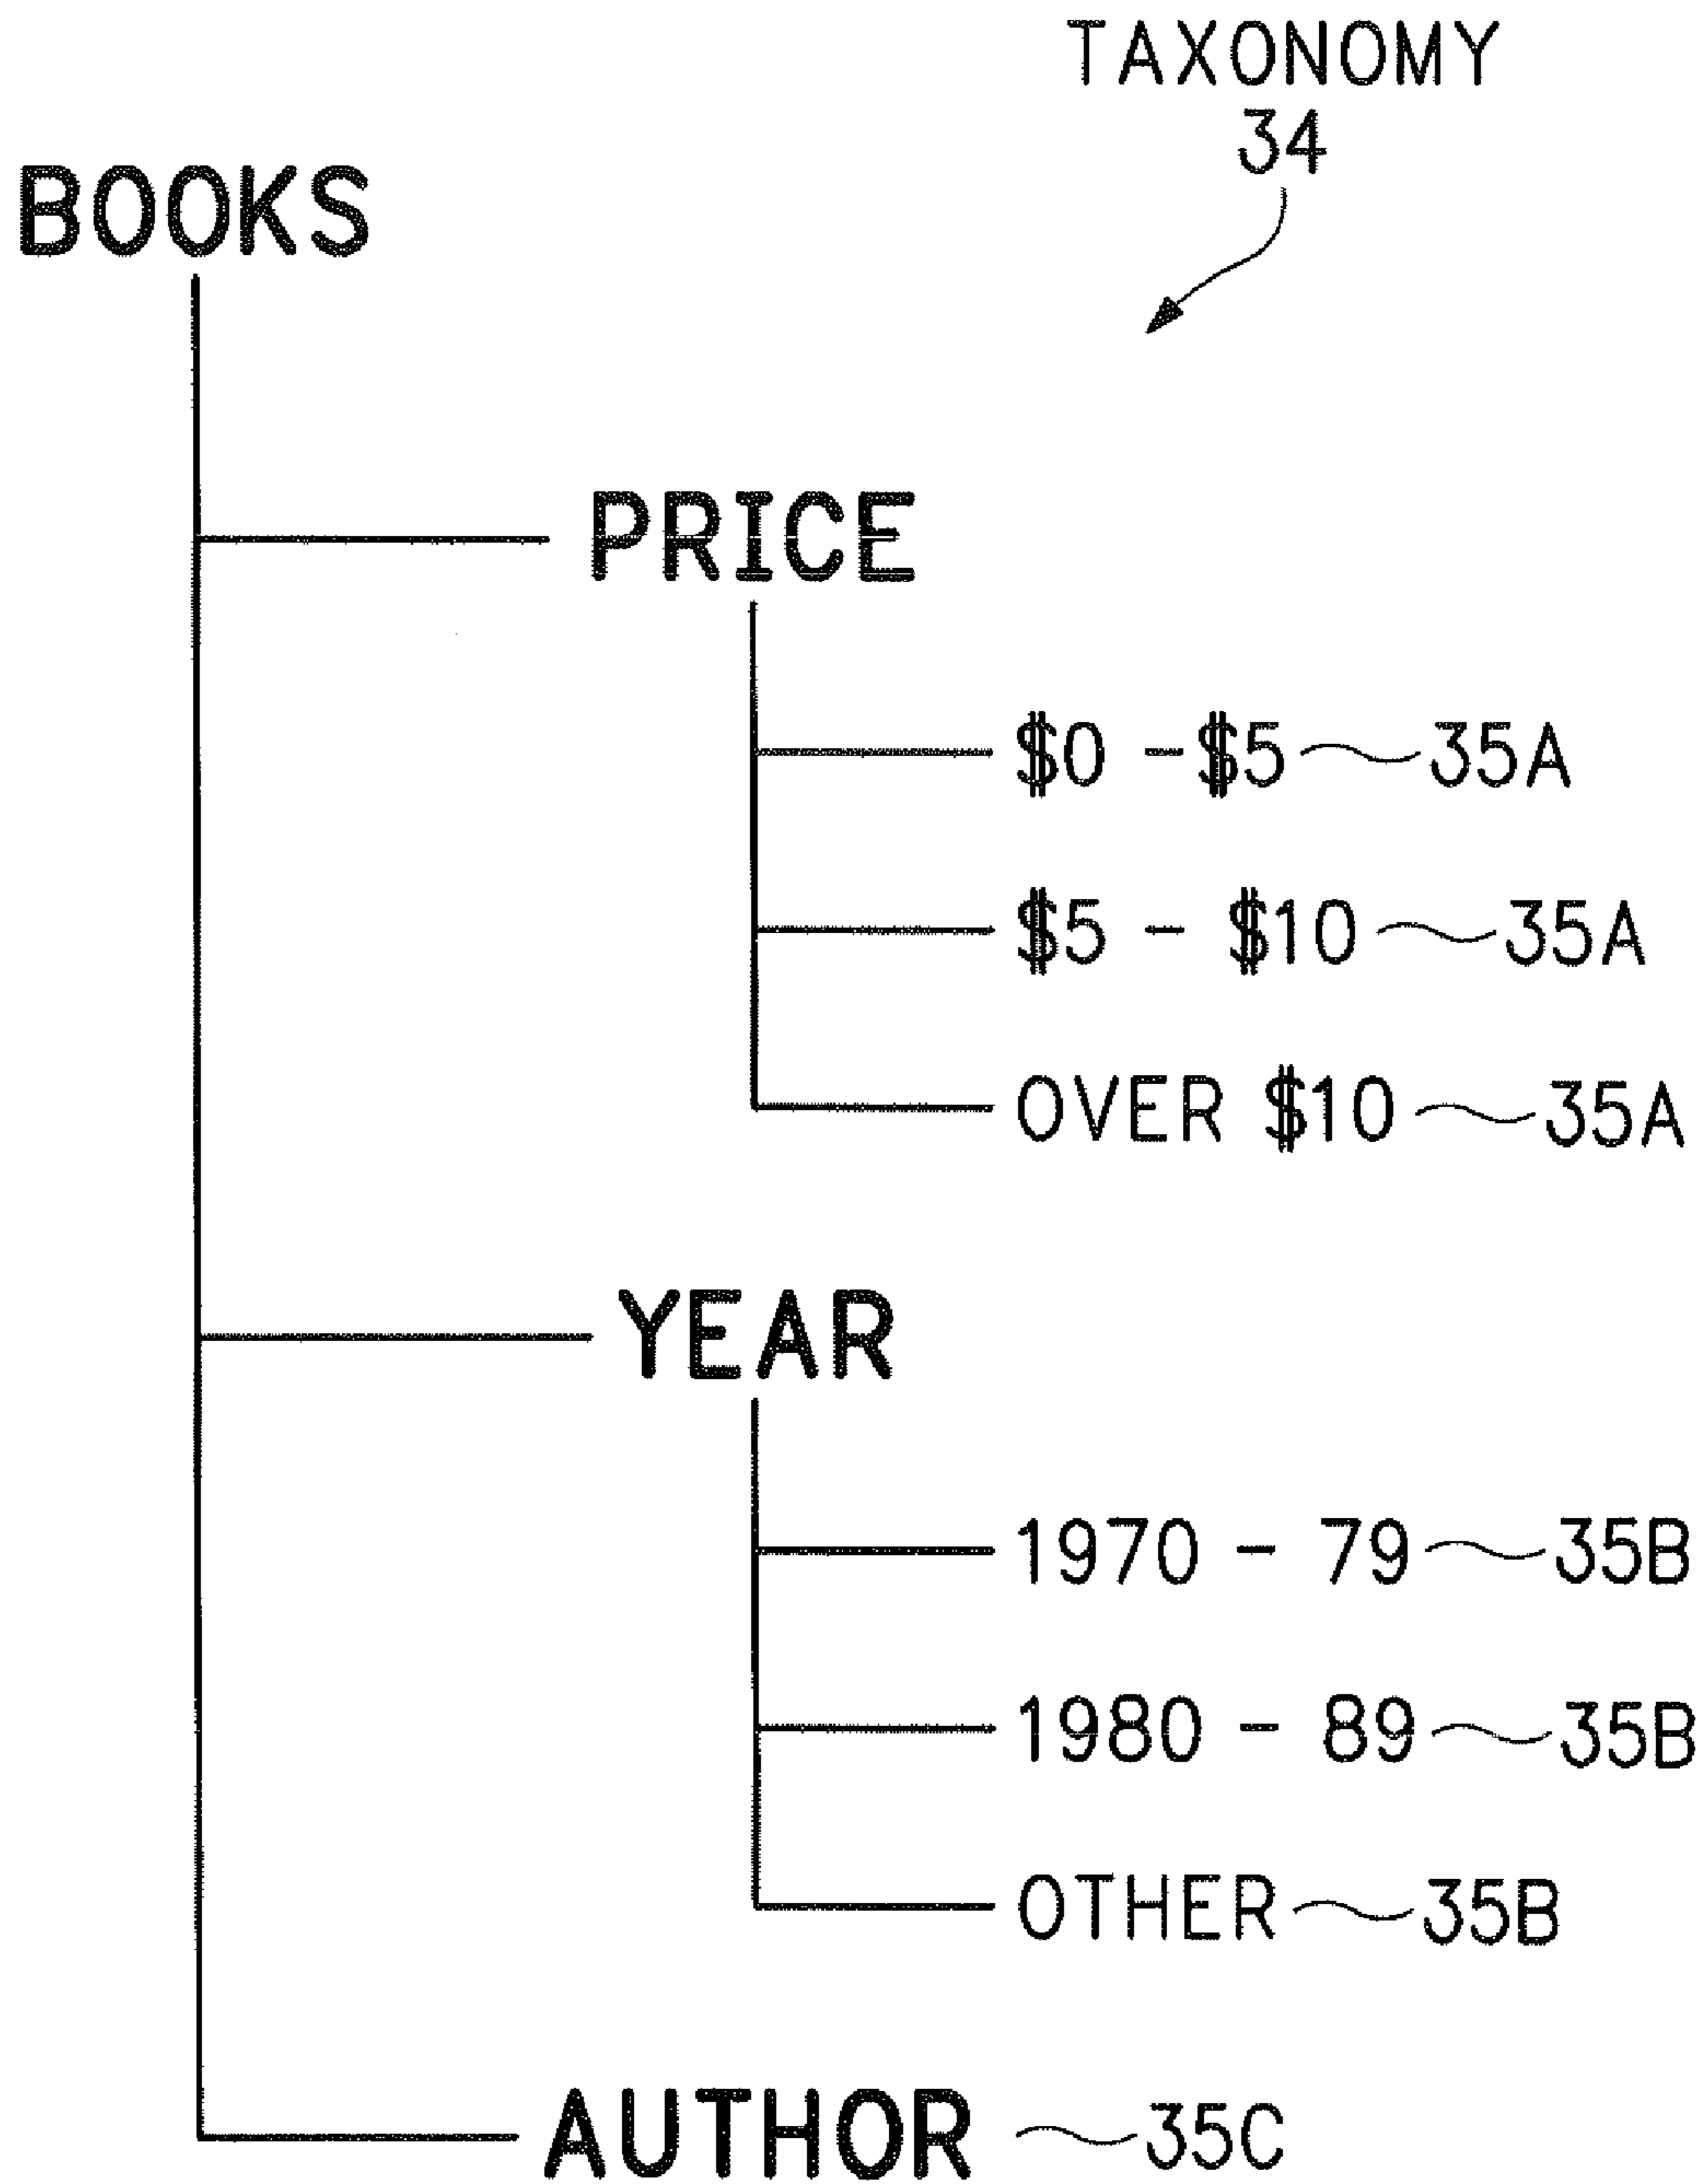 TAXONOMY
34
BOOKS
PRICE
$0 - $5 35A
$5 - $10 35A
OVER $10 35A
YEAR
1970 - 79 35B
1980 - 89 35B
OTHER 35B
AUTHOR 35C